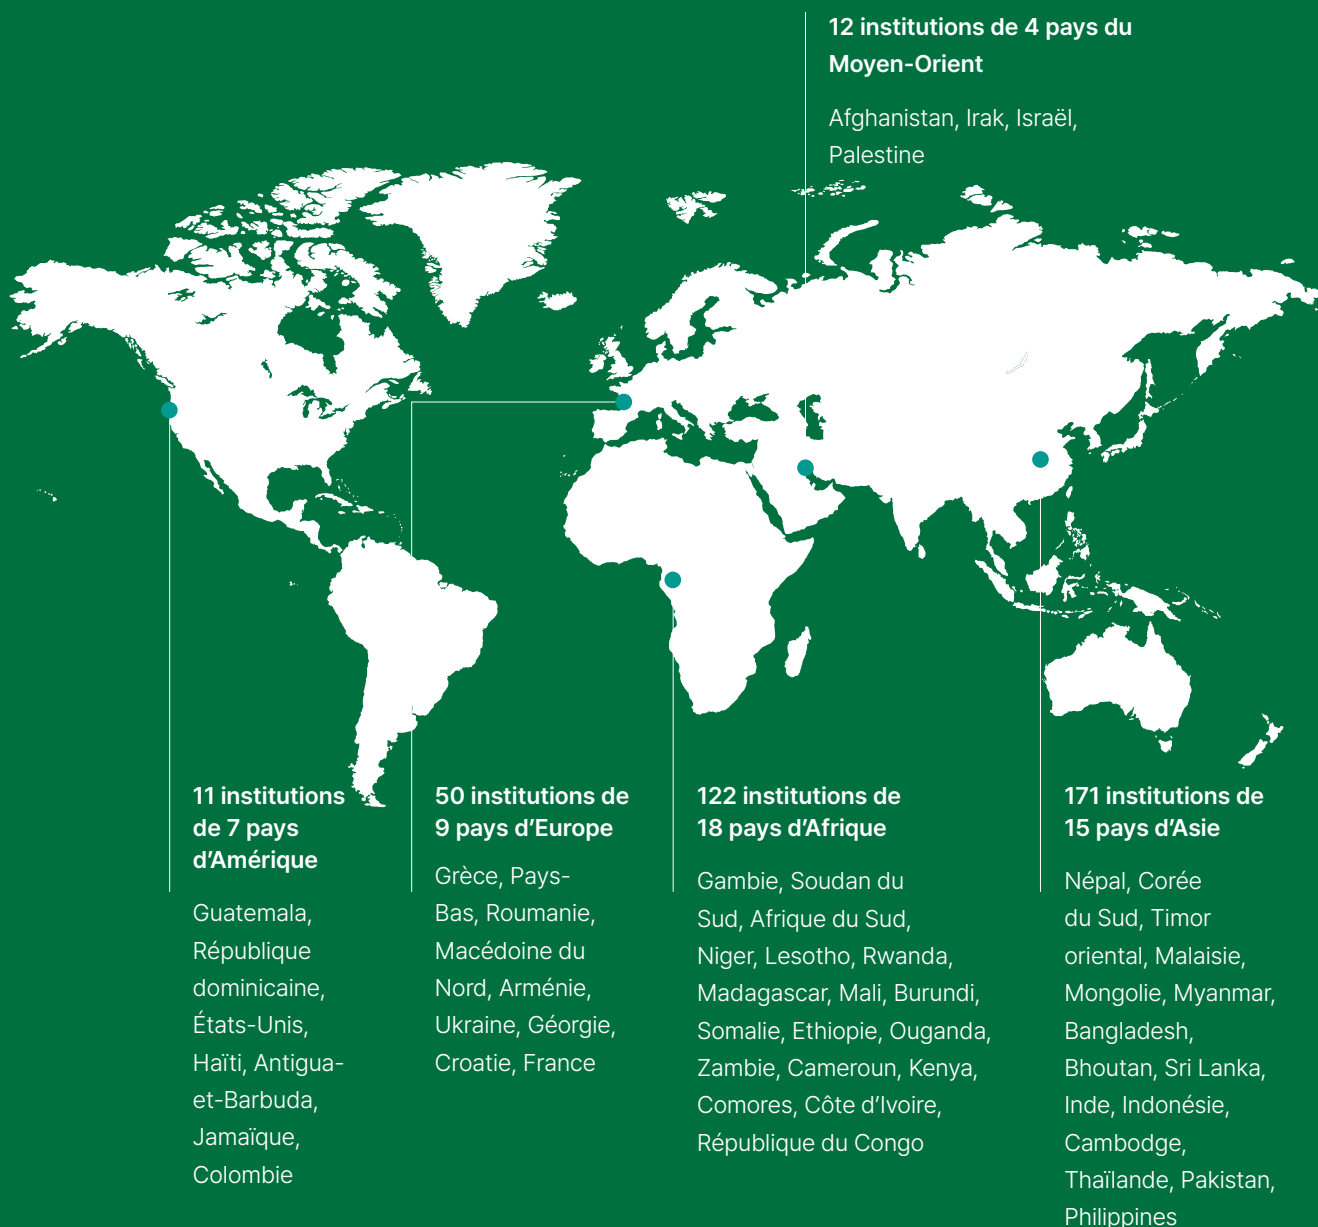 12 institutions de 4 pays du
Moyen-Orient
Afghanistan, Irak, Israël,
Palestine
11 institutions
de 7 pays
d’Amérique
Guatemala,
République
dominicaine,
États-Unis,
Haïti, Antigua-
et-Barbuda,
Jamaïque,
Colombie
50 institutions de
9 pays d’Europe
Grèce, Pays-
Bas, Roumanie,
Macédoine du
Nord, Arménie,
Ukraine, Géorgie,
Croatie, France
122 institutions de
18 pays d’Afrique
Gambie, Soudan du
Sud, Afrique du Sud,
Niger, Lesotho, Rwanda,
Madagascar, Mali, Burundi,
Somalie, Ethiopie, Ouganda,
Zambie, Cameroun, Kenya,
Comores, Côte d’Ivoire,
République du Congo
171 institutions de
15 pays d’Asie
Népal, Corée
du Sud, Timor
oriental, Malaisie,
Mongolie, Myanmar,
Bangladesh,
Bhoutan, Sri Lanka,
Inde, Indonésie,
Cambodge,
Thaïlande, Pakistan,
Philippines